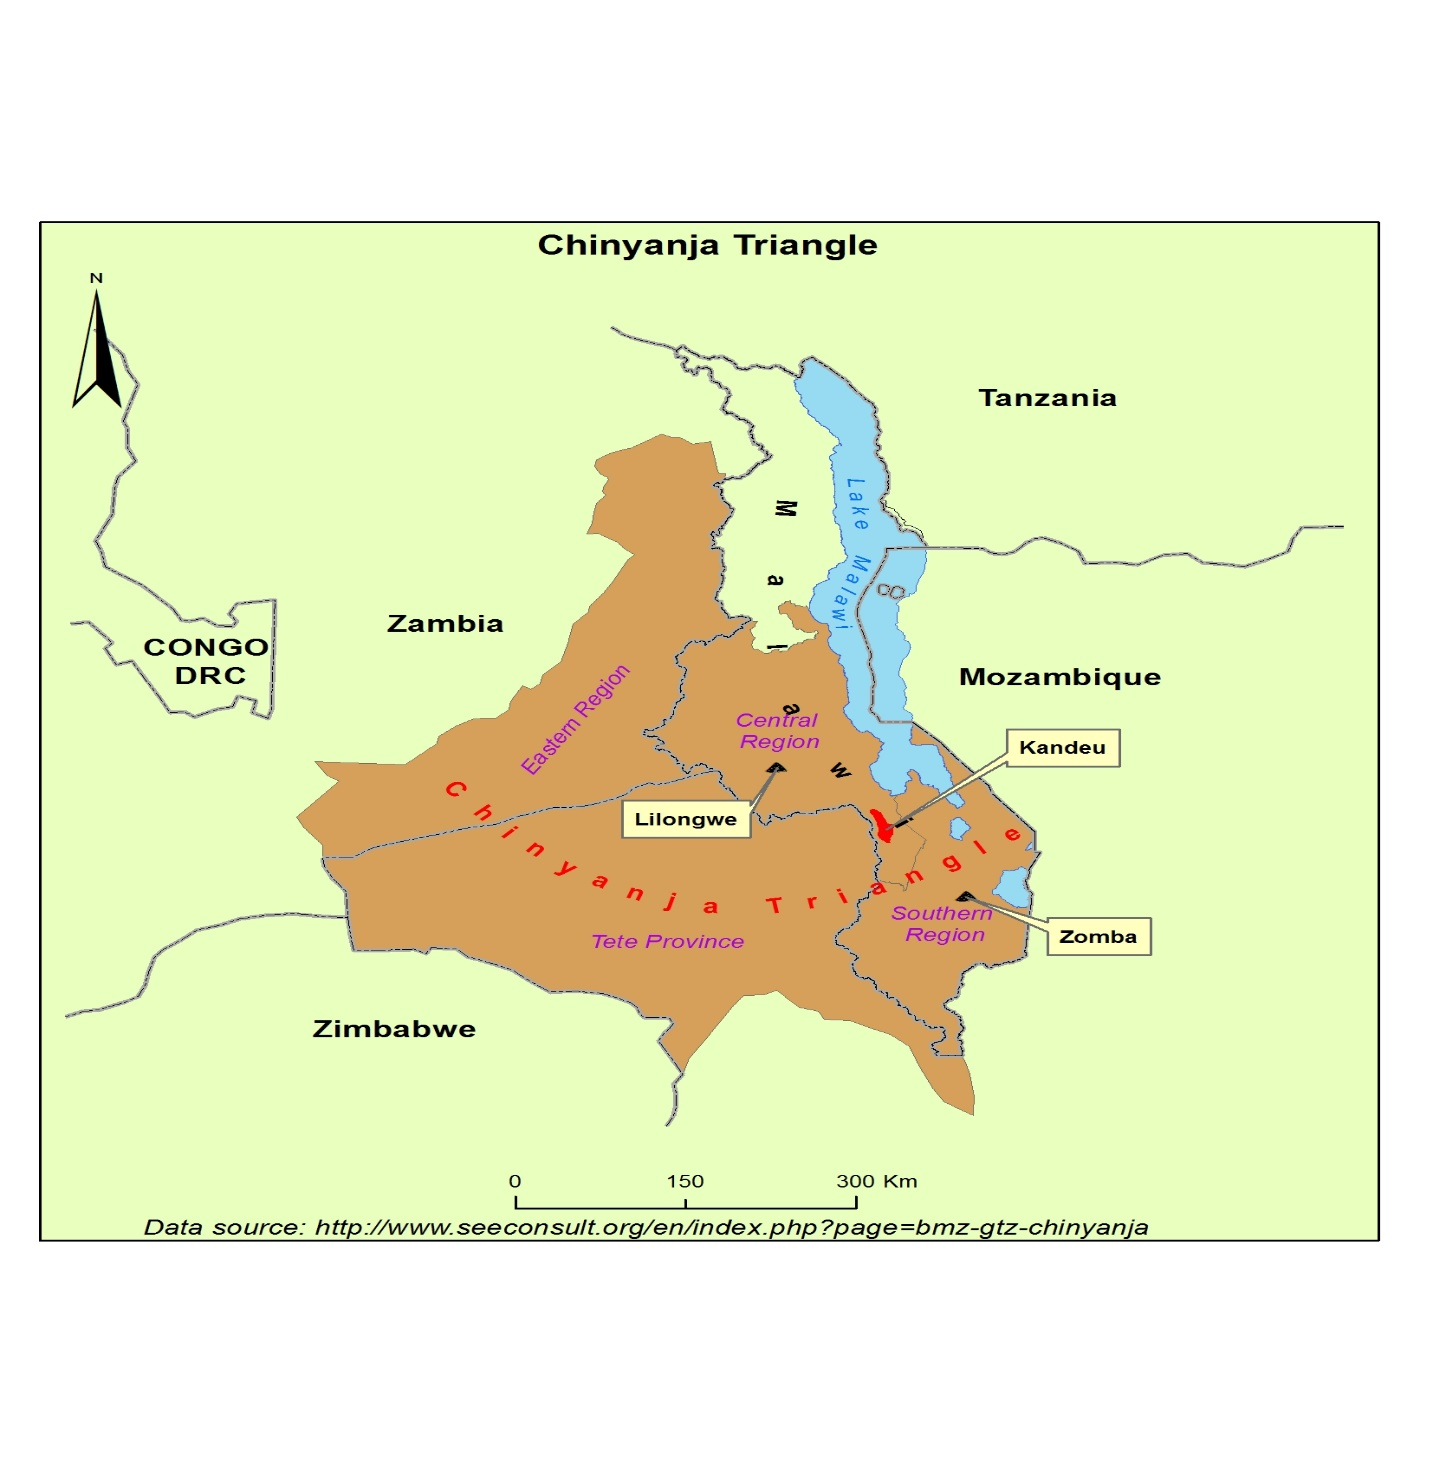 Chinyanja Triangle
N
Tanzania
Lake Malawi
Malawi
Zambia
CONGO
DRC
Mozambique
Eastern Region
Central
Region
Kandeu
Chinyanja Triangle
Lilongwe
Southern
Region
Zomba
Tete Province
Zimbabwe
0 150 300 Km
Data source: http://www.seeconsult.org/en/index.php?page=bmz-gtz-chinyanja